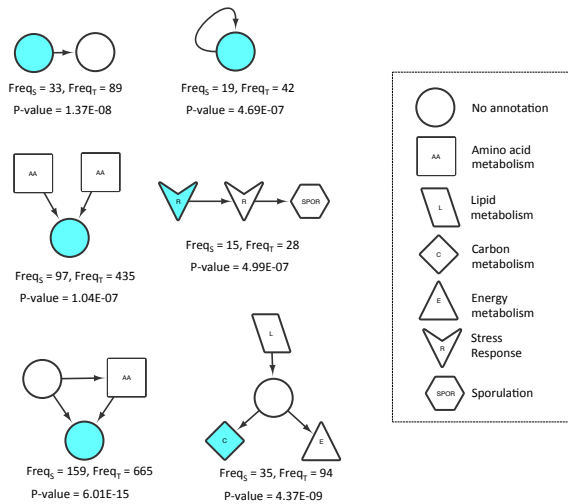 Freq_S = 33, Freq_T = 89
P-value = 1.37E-08
Freq_S = 19, Freq_T = 42
P-value = 4.69E-07
AA
AA
Freq_S = 97, Freq_T = 435
P-value = 1.04E-07
R
R
SPOR
Freq_S = 15, Freq_T = 28
P-value = 4.99E-07
AA
Freq_S = 159, Freq_T = 665
P-value = 6.01E-15
L
C
E
Freq_S = 35, Freq_T = 94
P-value = 4.37E-09
No annotation
AA
Amino acid
metabolism
L
Lipid
metabolism
C
Carbon
metabolism
E
Energy
metabolism
R
Stress
Response
SPOR
Sporulation